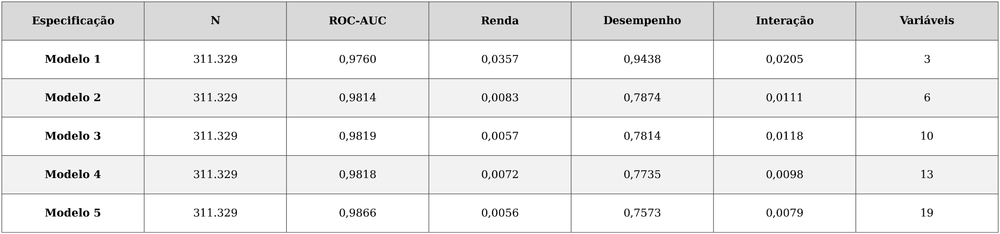 Especificação N ROC-AUC Renda Desempenho Interação Variáveis
Modelo 1 311.329 0,9760 0,0357 0,9438 0,0205 3
Modelo 2 311.329 0,9814 0,0083 0,7874 0,0111 6
Modelo 3 311.329 0,9819 0,0057 0,7814 0,0118 10
Modelo 4 311.329 0,9818 0,0072 0,7735 0,0098 13
Modelo 5 311.329 0,9866 0,0056 0,7573 0,0079 19